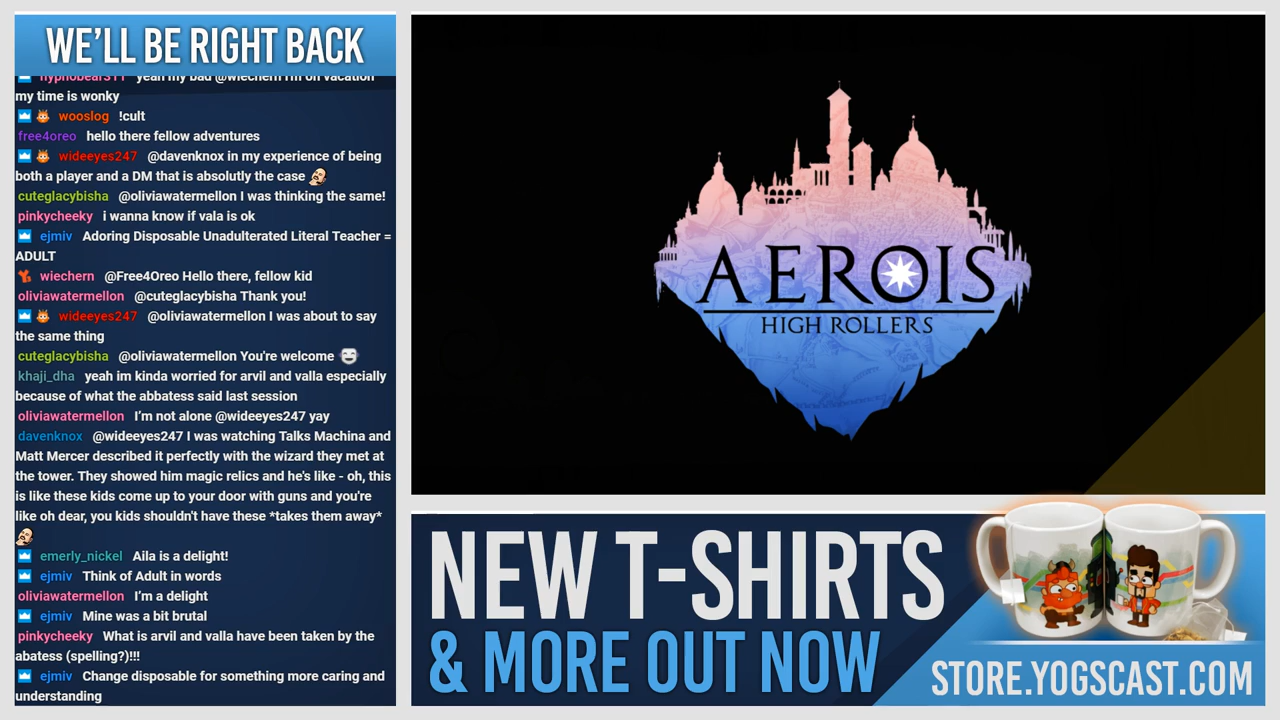 WE'LL BE RIGHT BACK
hypnobear311 yeah my bad @wiechern I'm on vacation
my time is wonky
wooslog !cult
free4oreo hello there fellow adventures
wideeyes247 @davenknox in my experience of being
both a player and a DM that is absolutly the case
cuteglacybisha @oliviawatermellon I was thinking the same!
pinkycheeky i wanna know if vala is ok
ejmiv Adoring Disposable Unadulterated Literal Teacher =
ADULT
wiechern @Free4Oreo Hello there, fellow kid
oliviawatermellon @cuteglacybisha Thank you!
wideeyes247 @oliviawatermellon I was about to say
the same thing
cuteglacybisha @oliviawatermellon You're welcome
khaji_dha yeah im kinda worried for arvil and valla especially
because of what the abbatess said last session
oliviawatermellon I'm not alone @wideeyes247 yay
davenknox @wideeyes247 I was watching Talks Machina and
Matt Mercer described it perfectly with the wizard they met at
the tower. They showed him magic relics and he's like - oh, this
is like these kids come up to your door with guns and you're
like oh dear, you kids shouldn't have these *takes them away*
emerly_nickel Aila is a delight!
ejmiv Think of Adult in words
oliviawatermellon I'm a delight
ejmiv Mine was a bit brutal
pinkycheeky What is arvil and valla have been taken by the
abatess (spelling?)!!!
ejmiv Change disposable for something more caring and
understanding
AEROIS
HIGH ROLLERS
NEW T-SHIRTS
& MORE OUT NOW
STORE.YOGSCAST.COM